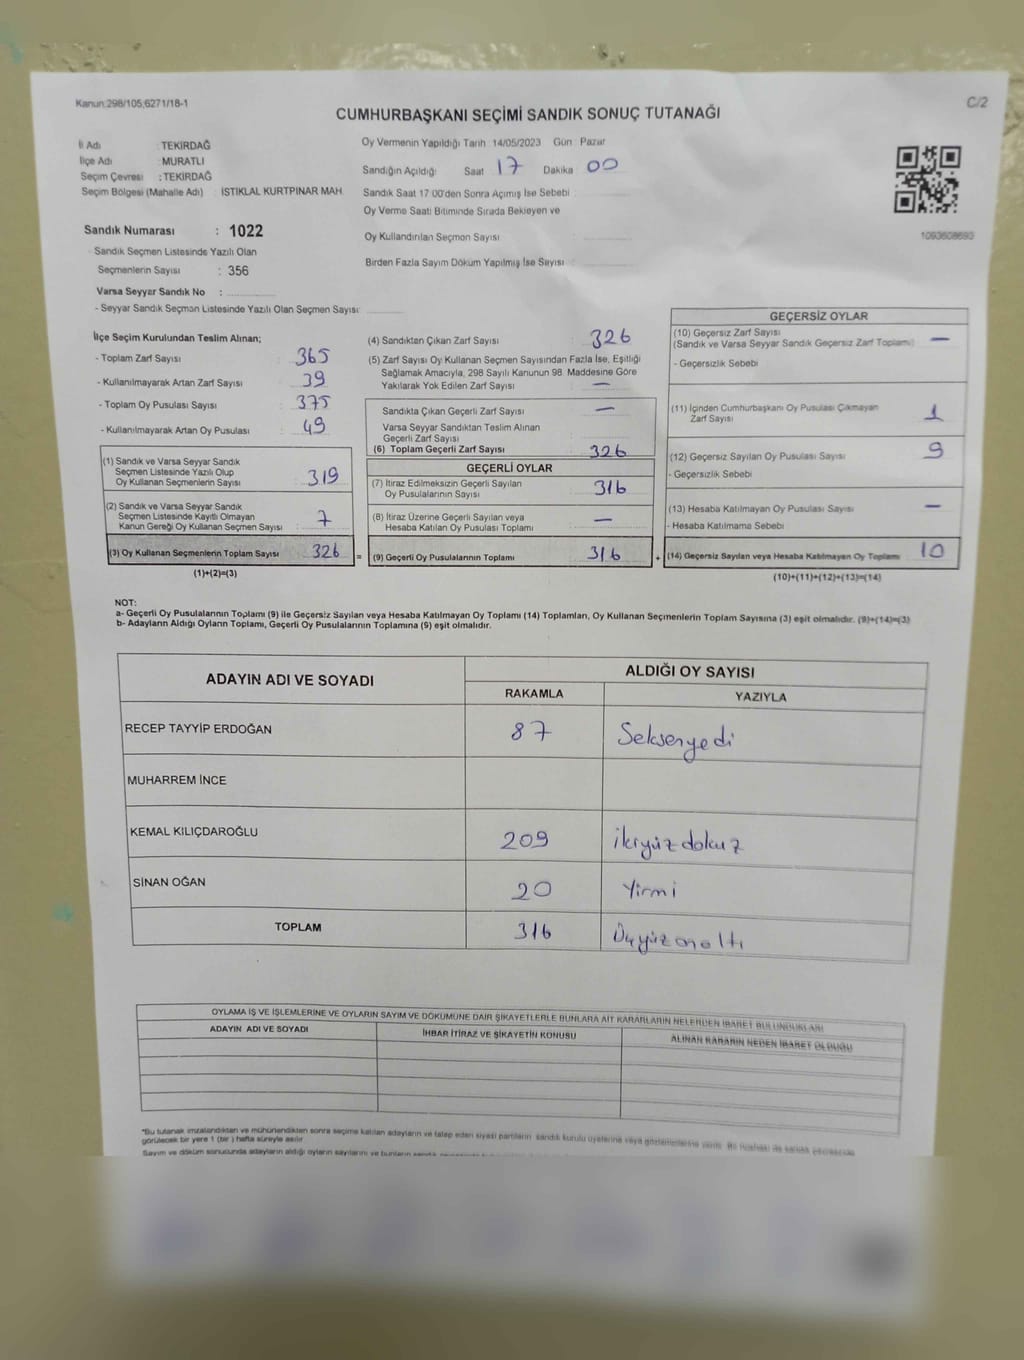 Kanun:298/105;6271/18-1
C/2
CUMHURBAŞKANI SEÇİMİ SANDIK SONUÇ TUTANAĞI
İl Adı : TEKİRDAĞ
İlçe Adı : MURATLI
Seçim Çevresi : TEKİRDAĞ
Seçim Bölgesi (Mahalle Adı) : İSTİKLAL KURTPINAR MAH.
Sandık Numarası : 1022
Sandık Seçmen Listesinde Yazılı Olan
Seçmenlerin Sayısı : 356
Varsa Seyyar Sandık No :
- Seyyar Sandık Seçmen Listesinde Yazılı Olan Seçmen Sayısı:
Oy Vermenin Yapıldığı Tarih : 14/05/2023 Gün : Pazar
Sandığın Açıldığı Saat 17 Dakika 00
Sandık Saat 17:00'den Sonra Açımış İse Sebebi :
Oy Verme Saati Bitiminde Sırada Bekleyen ve
Oy Kullandırılan Seçmen Sayısı :
Birden Fazla Sayım Döküm Yapılmış İse Sayısı :
1093608693
İlçe Seçim Kurulundan Teslim Alınan;
- Toplam Zarf Sayısı : 365
- Kullanılmayarak Artan Zarf Sayısı : 39
- Toplam Oy Pusulası Sayısı : 375
- Kullanılmayarak Artan Oy Pusulası : 49
(1) Sandık ve Varsa Seyyar Sandık
Seçmen Listesinde Yazılı Olup
Oy Kullanan Seçmenlerin Sayısı : 319
(2) Sandık ve Varsa Seyyar Sandık
Seçmen Listesinde Kayıtlı Olmayan
Kanun Gereği Oy Kullanan Seçmen Sayısı : 7
(3) Oy Kullanan Seçmenlerin Toplam Sayısı 326
(1)+(2)=(3)
(4) Sandıktan Çıkan Zarf Sayısı : 326
(5) Zarf Sayısı Oy Kullanan Seçmen Sayısından Fazla İse, Eşitliği
Sağlamak Amacıyla, 298 Sayılı Kanunun 98. Maddesine Göre
Yakılarak Yok Edilen Zarf Sayısı : —
Sandıkta Çıkan Geçerli Zarf Sayısı : —
Varsa Seyyar Sandıktan Teslim Alınan
Geçerli Zarf Sayısı :
(6) Toplam Geçerli Zarf Sayısı : 326
GEÇERLİ OYLAR
(7) İtiraz Edilmeksizin Geçerli Sayılan
Oy Pusulalarının Sayısı : 316
(8) İtiraz Üzerine Geçerli Sayılan veya
Hesaba Katılan Oy Pusulası Toplamı : —
= (9) Geçerli Oy Pusulalarının Toplamı : 316
GEÇERSİZ OYLAR
(10) Geçersiz Zarf Sayısı
(Sandık ve Varsa Seyyar Sandık Geçersiz Zarf Toplamı) —
- Geçersizlik Sebebi
(11) İçinden Cumhurbaşkanı Oy Pusulası Çıkmayan
Zarf Sayısı : 1
(12) Geçersiz Sayılan Oy Pusulası Sayısı : 9
- Geçersizlik Sebebi
(13) Hesaba Katılmayan Oy Pusulası Sayısı : —
- Hesaba Katılmama Sebebi
+ (14) Geçersiz Sayılan veya Hesaba Katılmayan Oy Toplamı 10
(10)+(11)+(12)+(13)=(14)
NOT:
a- Geçerli Oy Pusulalarının Toplamı (9) ile Geçersiz Sayılan veya Hesaba Katılmayan Oy Toplamı (14) Toplamları, Oy Kullanan Seçmenlerin Toplam Sayısına (3) eşit olmalıdır. (9)+(14)=(3)
b- Adayların Aldığı Oyların Toplamı, Geçerli Oy Pusulalarının Toplamına (9) eşit olmalıdır.
ADAYIN ADI VE SOYADI
ALDIĞI OY SAYISI
RAKAMLA YAZIYLA
RECEP TAYYİP ERDOĞAN 87 Seksenyedi
MUHARREM İNCE
KEMAL KILIÇDAROĞLU 209 ikiyüzdokuz
SİNAN OĞAN 20 Yirmi
TOPLAM 316 Üçyüzonaltı
OYLAMA İŞ VE İŞLEMLERİNE VE OYLARIN SAYIM VE DÖKÜMÜNE DAİR ŞİKAYETLERLE BUNLARA AİT KARARLARIN NELERDEN İBARET BULUNDUKLARI
ADAYIN ADI VE SOYADI İHBAR İTİRAZ VE ŞİKAYETİN KONUSU ALINAN KARARIN NEDEN İBARET OLDUĞU
*Bu tutanak imzalandıktan ve mühürlendikten sonra seçime katılan adayların ve talep eden siyasi partilerin sandık kurulu üyelerine veya gözlemcilerine verilir. Bir nüshası da sandık çevresinde
görülecek bir yere 1 (bir) hafta süreyle asılır.
Sayım ve döküm sonucunda adayların aldığı oyların sayılarını ve bunların